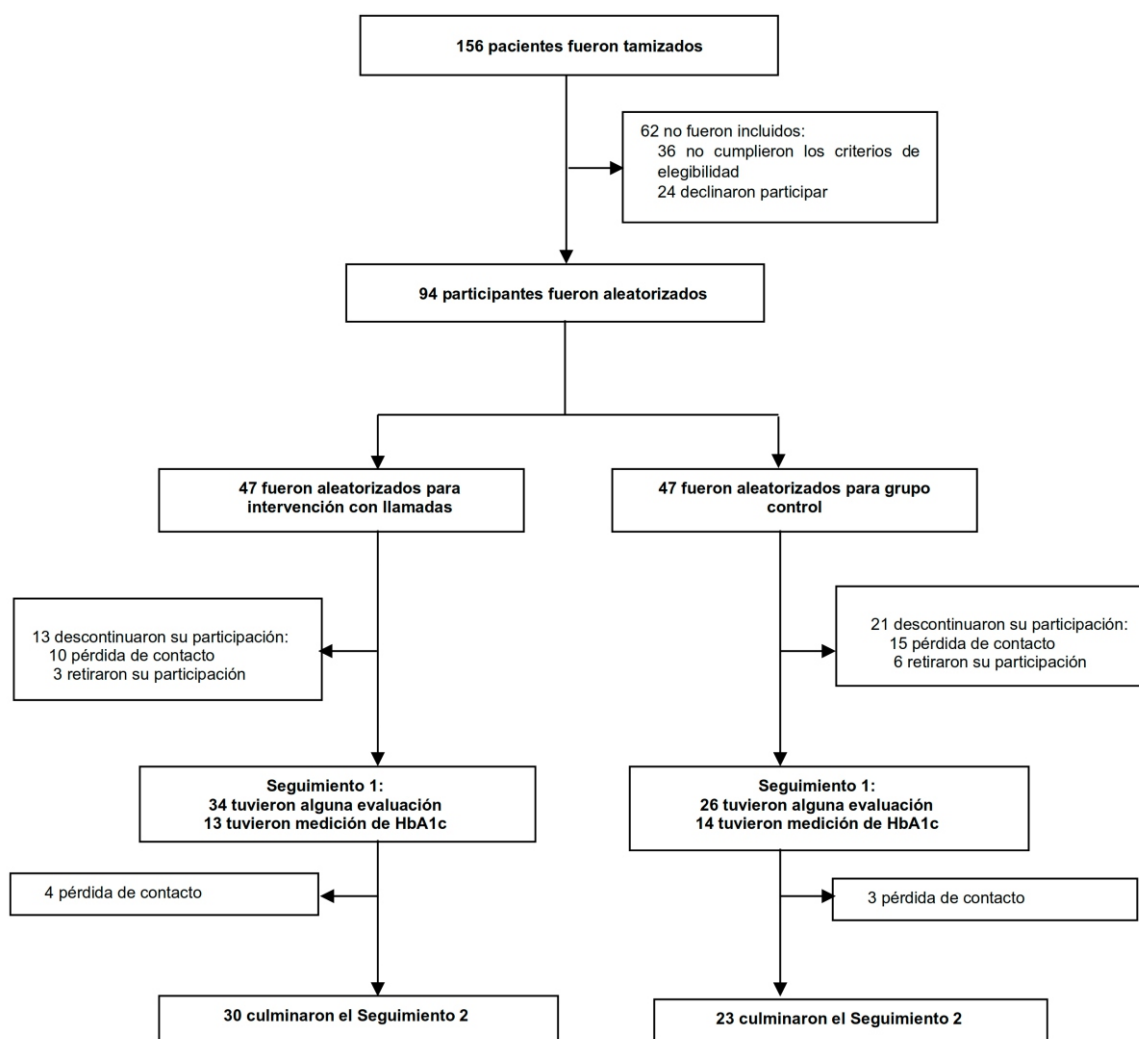 156 pacientes fueron tamizados
62 no fueron incluidos:
36 no cumplieron los criterios de
elegibilidad
24 declinaron participar
94 participantes fueron aleatorizados
47 fueron aleatorizados para
intervención con llamadas
47 fueron aleatorizados para grupo
control
13 descontinuaron su participación:
10 pérdida de contacto
3 retiraron su participación
21 descontinuaron su participación:
15 pérdida de contacto
6 retiraron su participación
Seguimiento 1:
34 tuvieron alguna evaluación
13 tuvieron medición de HbA1c
Seguimiento 1:
26 tuvieron alguna evaluación
14 tuvieron medición de HbA1c
4 pérdida de contacto
3 pérdida de contacto
30 culminaron el Seguimiento 2
23 culminaron el Seguimiento 2